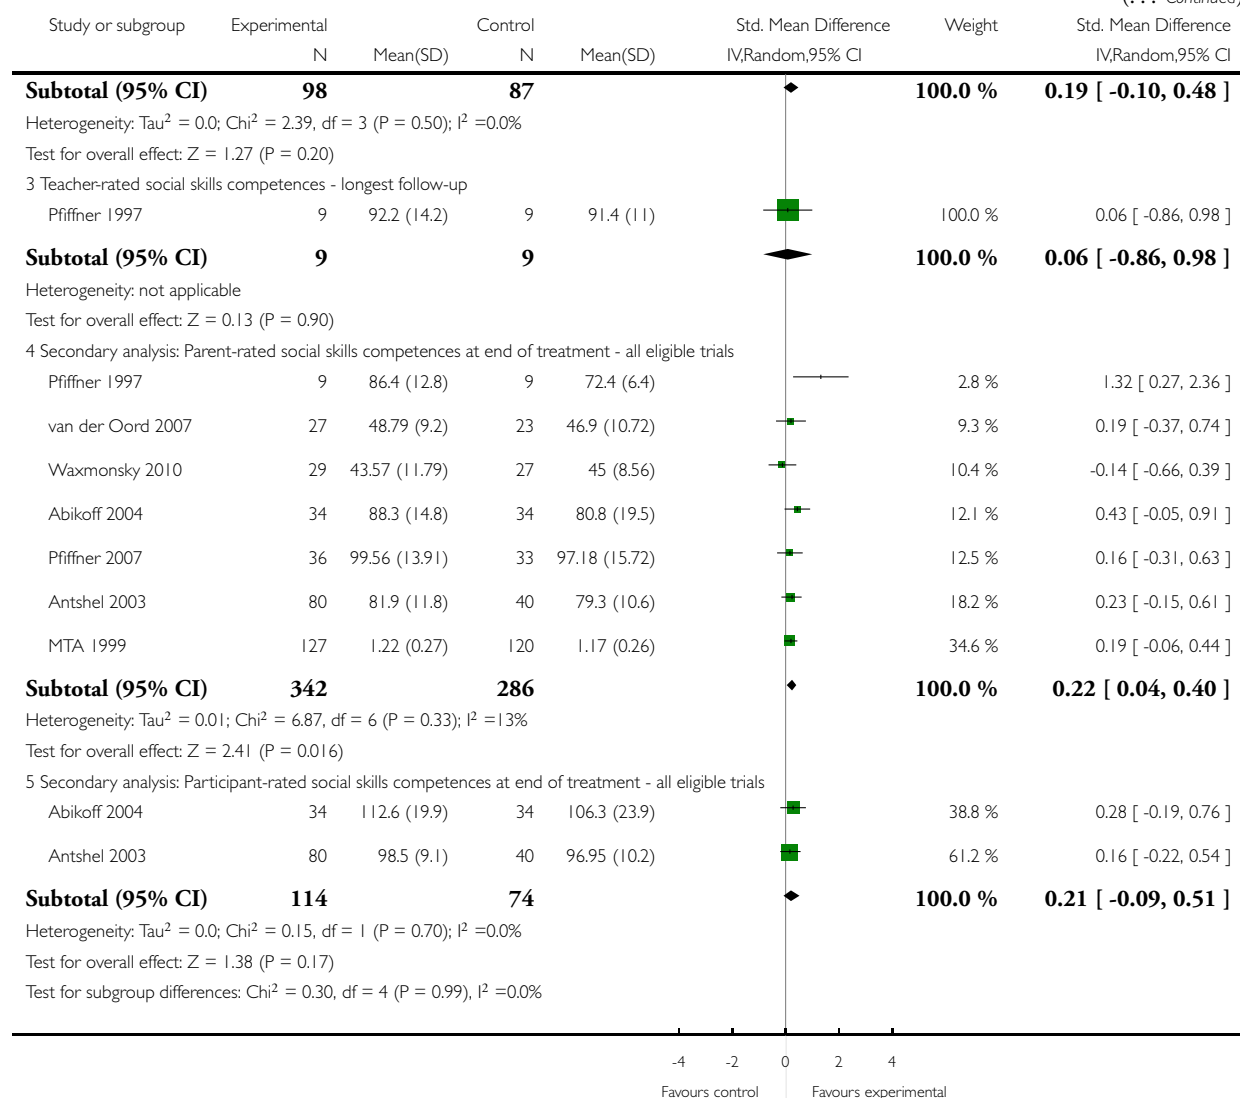 (. . . Continued)
Study or subgroup Experimental Control Std. Mean Difference Weight Std. Mean Difference
N Mean(SD) N Mean(SD) IV,Random,95% CI IV,Random,95% CI
Subtotal (95% CI) 98 87 100.0 % 0.19 [ -0.10, 0.48 ]
Heterogeneity: Tau² = 0.0; Chi² = 2.39, df = 3 (P = 0.50); I² =0.0%
Test for overall effect: Z = 1.27 (P = 0.20)
3 Teacher-rated social skills competences - longest follow-up
Pfiffner 1997 9 92.2 (14.2) 9 91.4 (11) 100.0 % 0.06 [ -0.86, 0.98 ]
Subtotal (95% CI) 9 9 100.0 % 0.06 [ -0.86, 0.98 ]
Heterogeneity: not applicable
Test for overall effect: Z = 0.13 (P = 0.90)
4 Secondary analysis: Parent-rated social skills competences at end of treatment - all eligible trials
Pfiffner 1997 9 86.4 (12.8) 9 72.4 (6.4) 2.8 % 1.32 [ 0.27, 2.36 ]
van der Oord 2007 27 48.79 (9.2) 23 46.9 (10.72) 9.3 % 0.19 [ -0.37, 0.74 ]
Waxmonsky 2010 29 43.57 (11.79) 27 45 (8.56) 10.4 % -0.14 [ -0.66, 0.39 ]
Abikoff 2004 34 88.3 (14.8) 34 80.8 (19.5) 12.1 % 0.43 [ -0.05, 0.91 ]
Pfiffner 2007 36 99.56 (13.91) 33 97.18 (15.72) 12.5 % 0.16 [ -0.31, 0.63 ]
Antshel 2003 80 81.9 (11.8) 40 79.3 (10.6) 18.2 % 0.23 [ -0.15, 0.61 ]
MTA 1999 127 1.22 (0.27) 120 1.17 (0.26) 34.6 % 0.19 [ -0.06, 0.44 ]
Subtotal (95% CI) 342 286 100.0 % 0.22 [ 0.04, 0.40 ]
Heterogeneity: Tau² = 0.01; Chi² = 6.87, df = 6 (P = 0.33); I² =13%
Test for overall effect: Z = 2.41 (P = 0.016)
5 Secondary analysis: Participant-rated social skills competences at end of treatment - all eligible trials
Abikoff 2004 34 112.6 (19.9) 34 106.3 (23.9) 38.8 % 0.28 [ -0.19, 0.76 ]
Antshel 2003 80 98.5 (9.1) 40 96.95 (10.2) 61.2 % 0.16 [ -0.22, 0.54 ]
Subtotal (95% CI) 114 74 100.0 % 0.21 [ -0.09, 0.51 ]
Heterogeneity: Tau² = 0.0; Chi² = 0.15, df = 1 (P = 0.70); I² =0.0%
Test for overall effect: Z = 1.38 (P = 0.17)
Test for subgroup differences: Chi² = 0.30, df = 4 (P = 0.99), I² =0.0%
-4 -2 0 2 4
Favours control Favours experimental